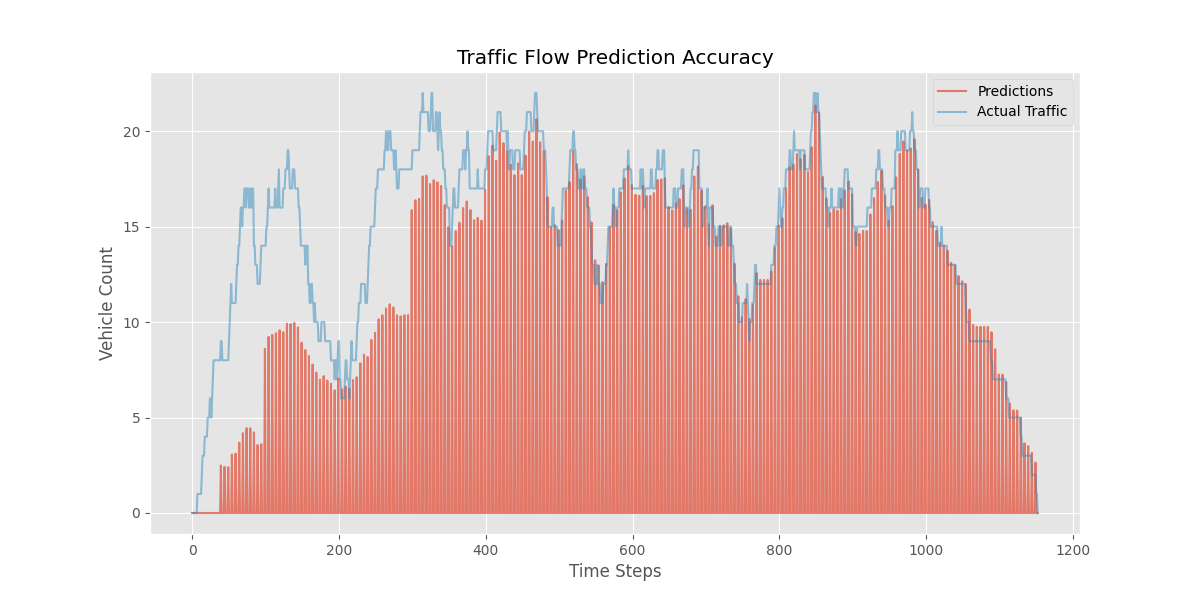 Traffic Flow Prediction Accuracy
Predictions
Actual Traffic
Vehicle Count
20
15
10
5
0
0 200 400 600 800 1000 1200
Time Steps